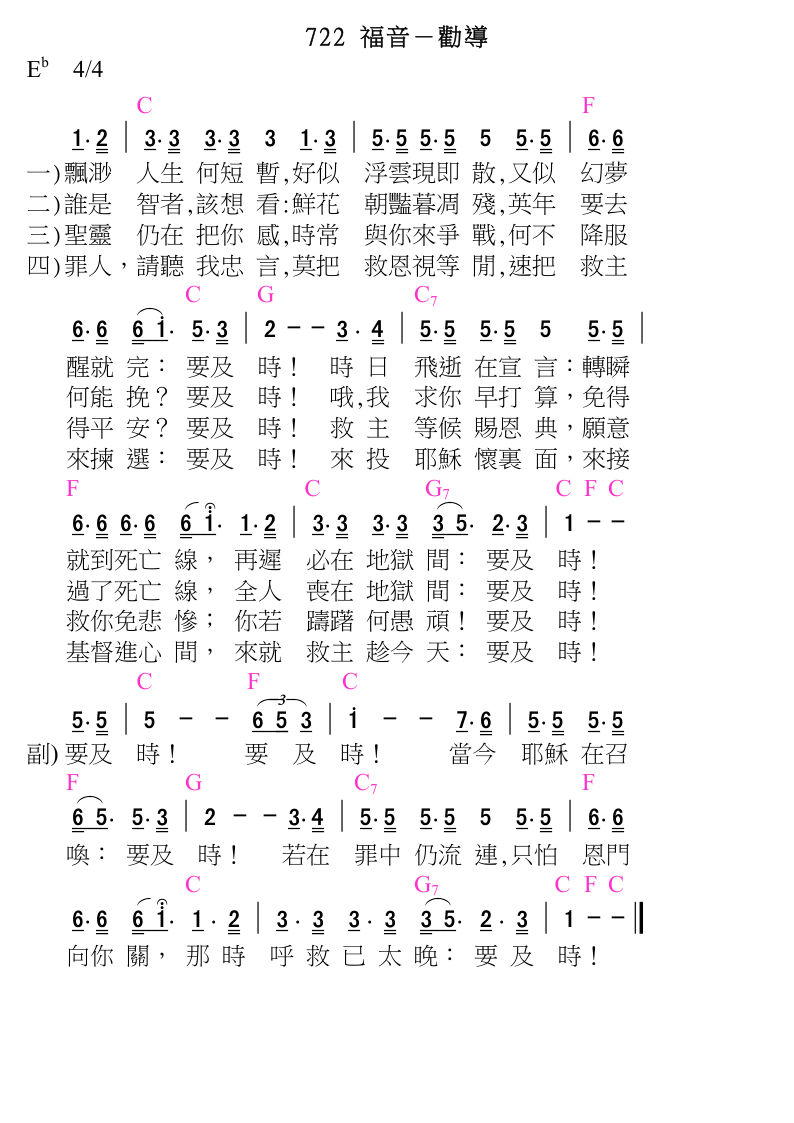 722 福音－勸導
E♭ 4/4
C F
1. 2 | 3. 3 3. 3 3 1. 3 | 5. 5 5. 5 5 5. 5 | 6. 6
一)飄渺 人生 何短 暫,好似 浮雲現即 散,又似 幻夢
二)誰是 智者,該想 看:鮮花 朝豔暮凋 殘,英年 要去
三)聖靈 仍在 把你 感,時常 與你來爭 戰,何不 降服
四)罪人，請聽 我忠 言,莫把 救恩視等 閒,速把 救主
C G C7
6. 6 6 i. 5. 3 | 2 － － 3. 4 | 5. 5 5. 5 5 5. 5 |
醒就 完： 要及 時！ 時 日 飛逝 在宣 言：轉瞬
何能 挽？ 要及 時！ 哦,我 求你 早打 算，免得
得平 安？ 要及 時！ 救 主 等候 賜恩 典，願意
來揀 選： 要及 時！ 來 投 耶穌 懷裏 面，來接
F C G7 C F C
6. 6 6. 6 6 i. 1. 2 | 3. 3 3. 3 3 5. 2. 3 | 1 － －
就到死亡 線， 再遲 必在 地獄 間： 要及 時！
過了死亡 線， 全人 喪在 地獄 間： 要及 時！
救你免悲 慘； 你若 躊躇 何愚 頑！ 要及 時！
基督進心 間， 來就 救主 趁今 天： 要及 時！
C F C
3
5. 5 | 5 － － 6 5 3 | i － － 7. 6 | 5. 5 5. 5
副)要及 時！ 要 及 時！ 當今 耶穌 在召
F G C7 F
6 5. 5. 3 | 2 － － 3. 4 | 5. 5 5. 5 5 5. 5 | 6. 6
喚： 要及 時！ 若在 罪中 仍流 連,只怕 恩門
C G7 C F C
6. 6 6 i. 1. 2 | 3. 3 3. 3 3 5. 2. 3 | 1 － － ‖
向你 關， 那 時 呼 救 已 太 晚： 要 及 時！